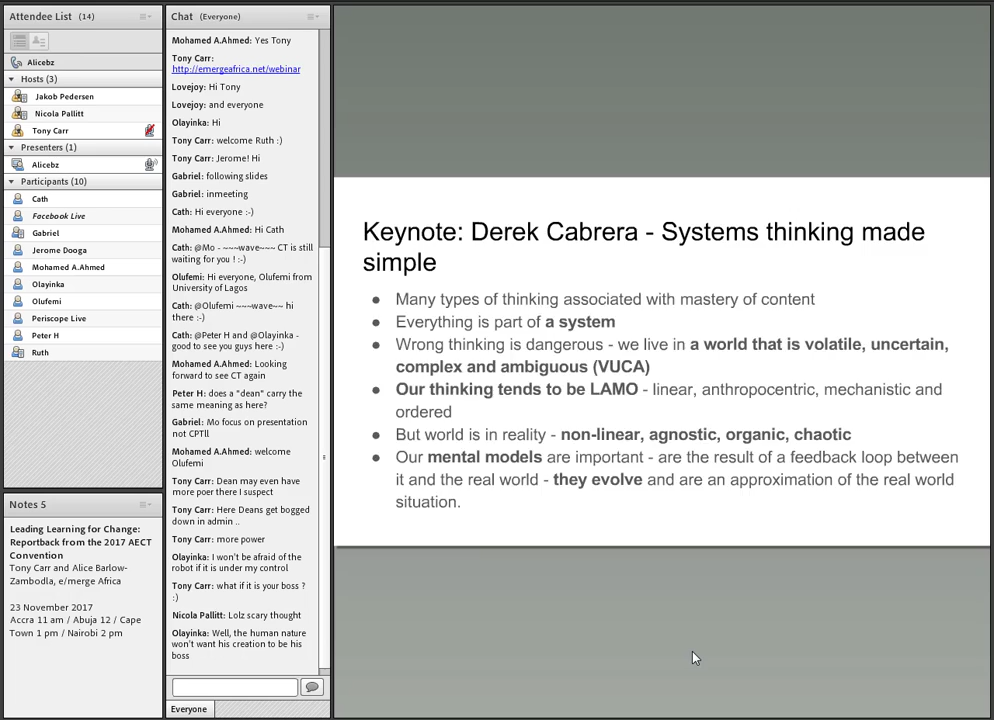 Attendee List (14)
Alicebz
Hosts (3)
Jakob Pedersen
Nicola Pallitt
Tony Carr
Presenters (1)
Alicebz
Participants (10)
Cath
Facebook Live
Gabriel
Jerome Dooga
Mohamed A.Ahmed
Olayinka
Olufemi
Periscope Live
Peter H
Ruth
Notes 5
Leading Learning for Change:
Reportback from the 2017 AECT
Convention
Tony Carr and Alice Barlow-
Zambodla, e/merge Africa
23 November 2017
Accra 11 am / Abuja 12 / Cape
Town 1 pm / Nairobi 2 pm
Chat (Everyone)
Mohamed A.Ahmed: Yes Tony
Tony Carr:
http://emergeafrica.net/webinar
Lovejoy: Hi Tony
Lovejoy: and everyone
Olayinka: Hi
Tony Carr: welcome Ruth :)
Tony Carr: Jerome! Hi
Gabriel: following slides
Gabriel: inmeeting
Cath: Hi everyone :-)
Mohamed A.Ahmed: Hi Cath
Cath: @Mo - ~~~wave~~~ CT is still
waiting for you ! :-)
Olufemi: Hi everyone, Olufemi from
University of Lagos
Cath: @Olufemi ~~~wave~~ hi
there :-)
Cath: @Peter H and @Olayinka -
good to see you guys here :-)
Mohamed A.Ahmed: Looking
forward to see CT again
Peter H: does a "dean" carry the
same meaning as here?
Gabriel: Mo focus on presentation
not CPTll
Mohamed A.Ahmed: welcome
Olufemi
Tony Carr: Dean may even have
more poer there I suspect
Tony Carr: Here Deans get bogged
down in admin ..
Tony Carr: more power
Olayinka: I won't be afraid of the
robot if it is under my control
Tony Carr: what if it is your boss ?
:)
Nicola Pallitt: Lolz scary thought
Olayinka: Well, the human nature
won't want his creation to be his
boss
Everyone
Keynote: Derek Cabrera - Systems thinking made
simple
● Many types of thinking associated with mastery of content
● Everything is part of a system
● Wrong thinking is dangerous - we live in a world that is volatile, uncertain,
complex and ambiguous (VUCA)
● Our thinking tends to be LAMO - linear, anthropocentric, mechanistic and
ordered
● But world is in reality - non-linear, agnostic, organic, chaotic
● Our mental models are important - are the result of a feedback loop between
it and the real world - they evolve and are an approximation of the real world
situation.